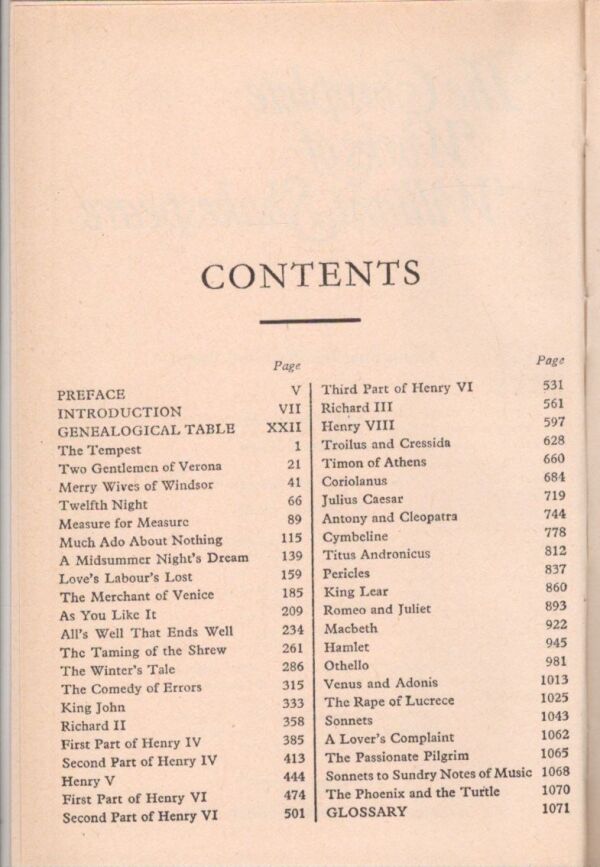 CONTENTS
Page
PREFACE V
INTRODUCTION VII
GENEALOGICAL TABLE XXII
The Tempest 1
Two Gentlemen of Verona 21
Merry Wives of Windsor 41
Twelfth Night 66
Measure for Measure 89
Much Ado About Nothing 115
A Midsummer Night's Dream 139
Love's Labour's Lost 159
The Merchant of Venice 185
As You Like It 209
All's Well That Ends Well 234
The Taming of the Shrew 261
The Winter's Tale 286
The Comedy of Errors 315
King John 333
Richard II 358
First Part of Henry IV 385
Second Part of Henry IV 413
Henry V 444
First Part of Henry VI 474
Second Part of Henry VI 501
Page
Third Part of Henry VI 531
Richard III 561
Henry VIII 597
Troilus and Cressida 628
Timon of Athens 660
Coriolanus 684
Julius Caesar 719
Antony and Cleopatra 744
Cymbeline 778
Titus Andronicus 812
Pericles 837
King Lear 860
Romeo and Juliet 893
Macbeth 922
Hamlet 945
Othello 981
Venus and Adonis 1013
The Rape of Lucrece 1025
Sonnets 1043
A Lover's Complaint 1062
The Passionate Pilgrim 1065
Sonnets to Sundry Notes of Music 1068
The Phoenix and the Turtle 1070
GLOSSARY 1071